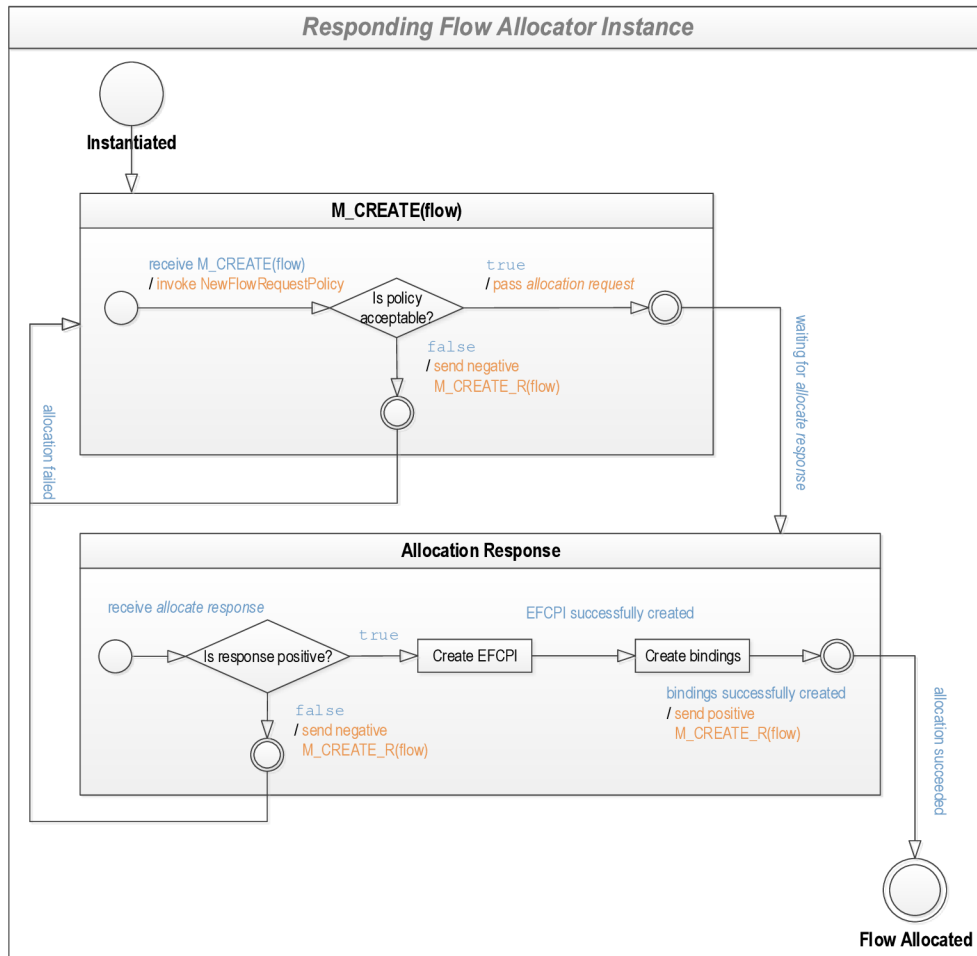 Responding Flow Allocator Instance
Instantiated
M_CREATE(flow)
receive M_CREATE(flow)
/ invoke NewFlowRequestPolicy
true
/ pass allocation request
Is policy
acceptable?
false
/ send negative
M_CREATE_R(flow)
waiting for allocate response
allocation failed
Allocation Response
receive allocate response
EFCPI successfully created
Is response positive?
true
Create EFCPI
Create bindings
false
/ send negative
M_CREATE_R(flow)
bindings successfully created
/ send positive
M_CREATE_R(flow)
allocation succeeded
Flow Allocated